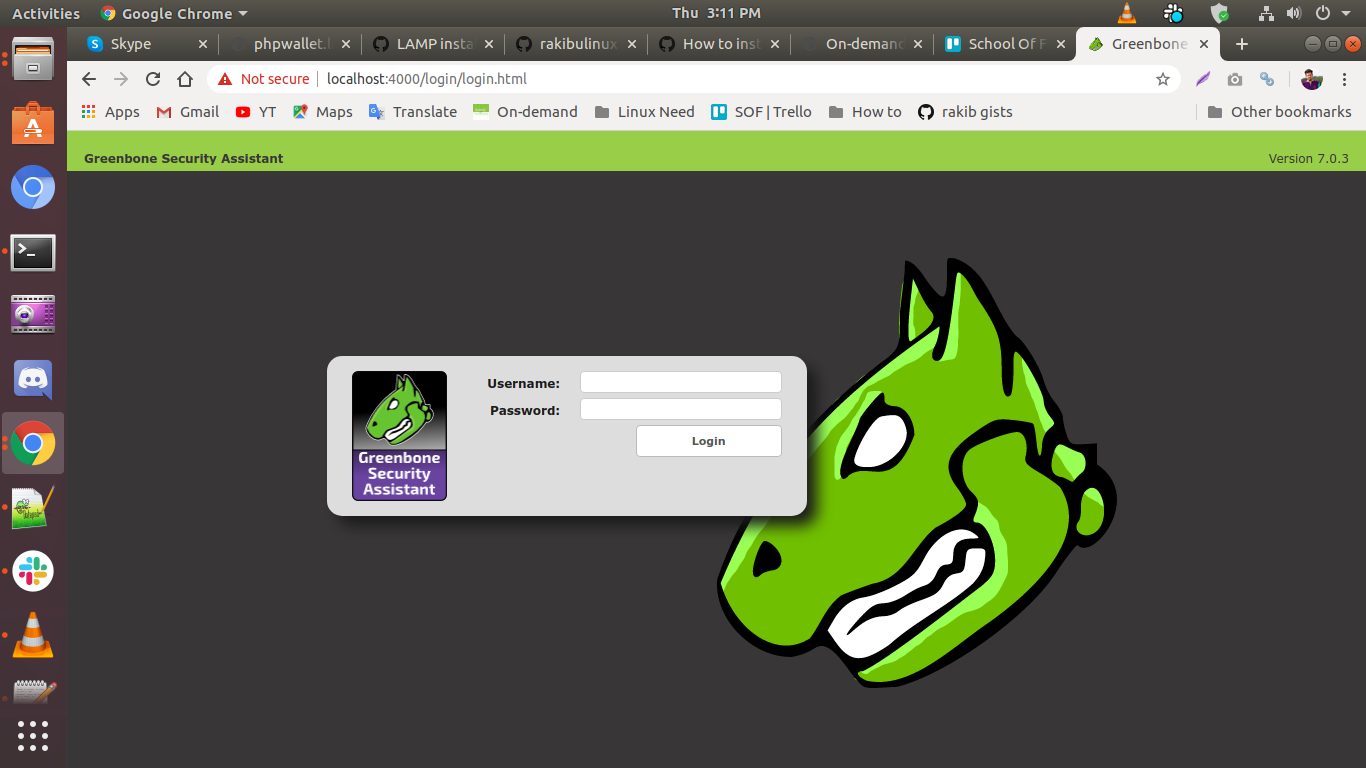 Activities Google Chrome Thu 3:11 PM
Skype phpwallet. LAMP insta rakibulinux How to inst On-demand School Of F Greenbone
Not secure localhost:4000/login/login.html
Apps Gmail YT Maps Translate On-demand Linux Need SOF | Trello How to rakib gists Other bookmarks
Greenbone Security Assistant Version 7.0.3
Username:
Password:
Login
Greenbone
Security
Assistant